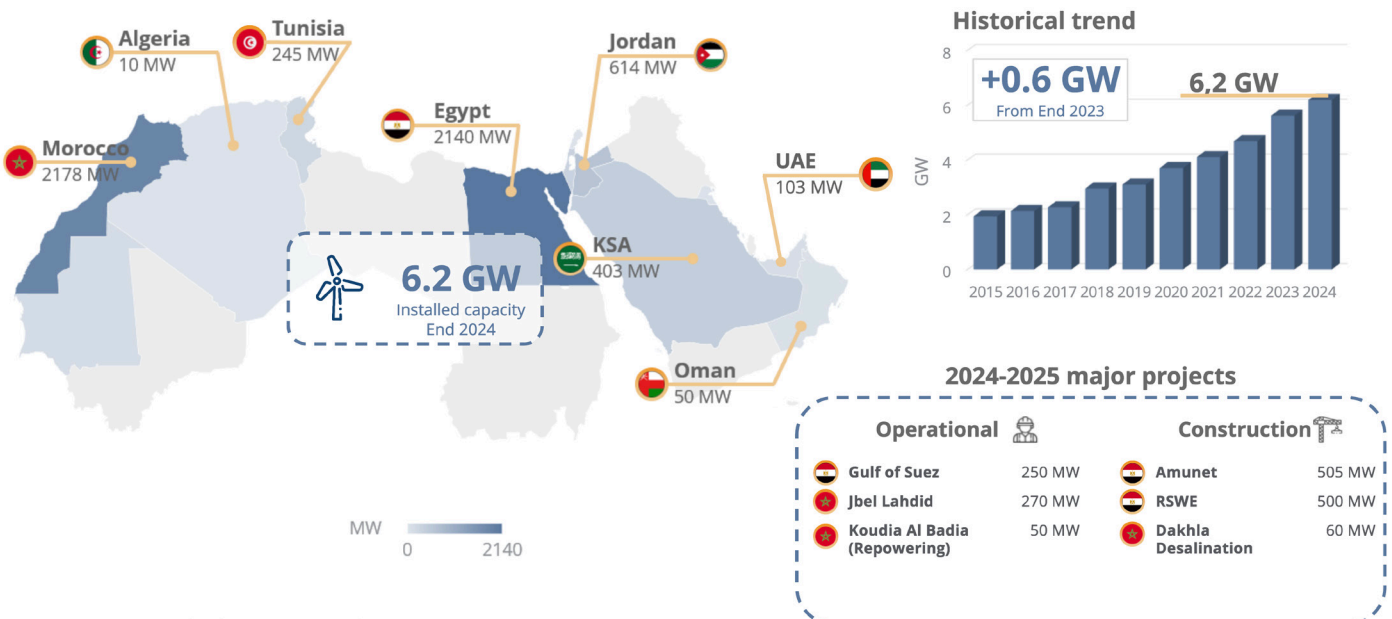 Algeria
10 MW
Tunisia
245 MW
Jordan
614 MW
Egypt
2140 MW
Morocco
2178 MW
UAE
103 MW
KSA
403 MW
6.2 GW
Installed capacity
End 2024
Oman
50 MW
MW
0
2140
Historical trend
+0.6 GW
From End 2023
6,2 GW
GW
8
6
4
2
0
2015 2016 2017 2018 2019 2020 2021 2022 2023 2024
2024-2025 major projects
Operational
Gulf of Suez 250 MW
Jbel Lahdid 270 MW
Koudia Al Badia 50 MW
(Repowering)
Construction
Amunet 505 MW
RSWE 500 MW
Dakhla 60 MW
Desalination